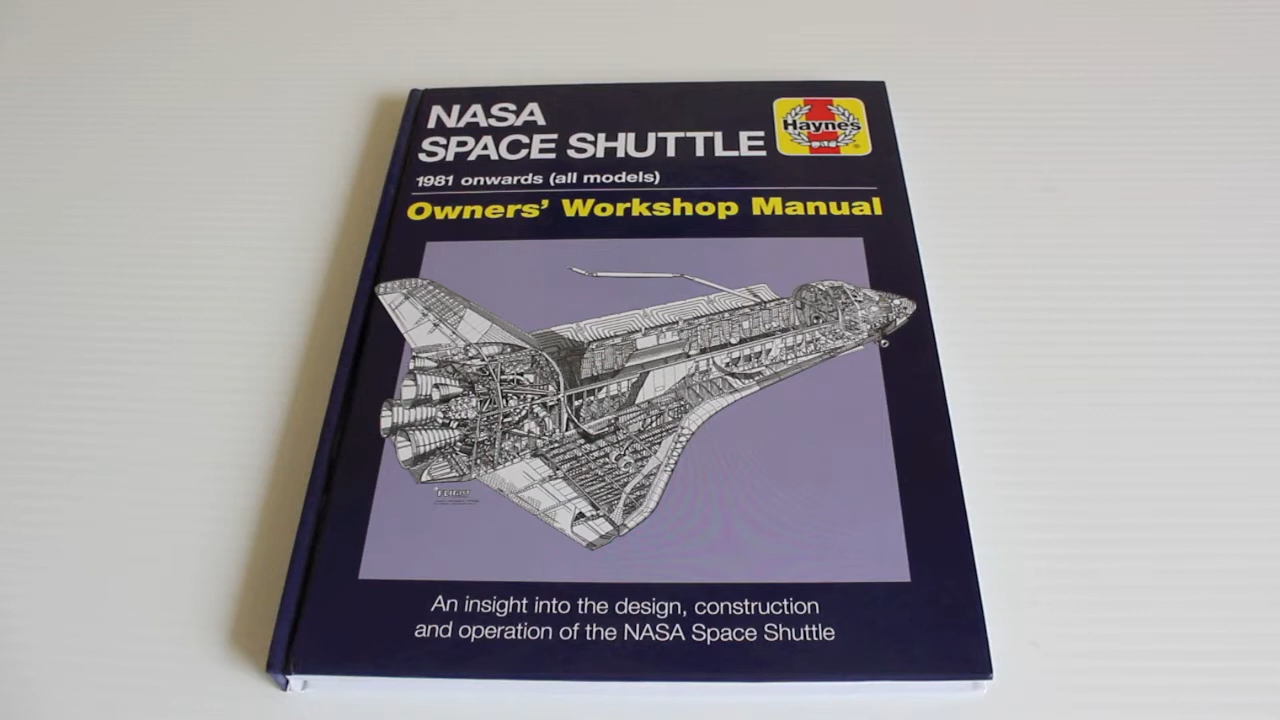 NASA
SPACE SHUTTLE
Haynes
1981 onwards (all models)
Owners’ Workshop Manual
An insight into the design, construction
and operation of the NASA Space Shuttle